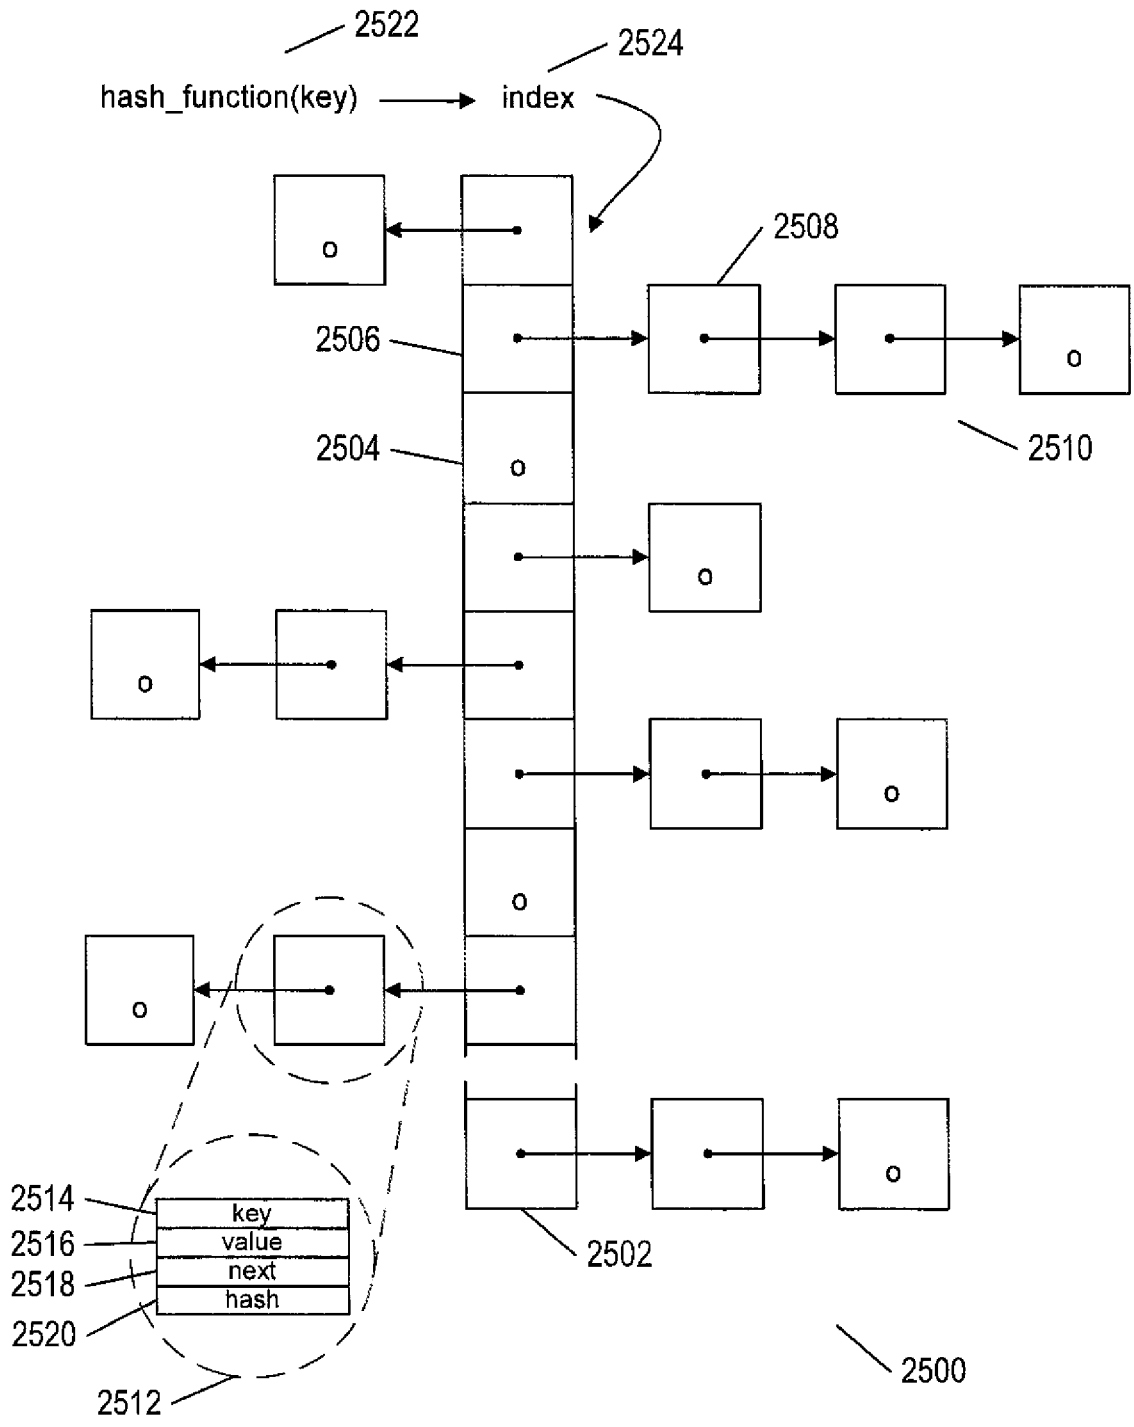 2522
2524
hash_function(key) index
o
2508
2506
o
2510
2504
o
o
o
o
o
o
2514
key
2516
value
2518
next
2520
hash
o
2502
2500
2512